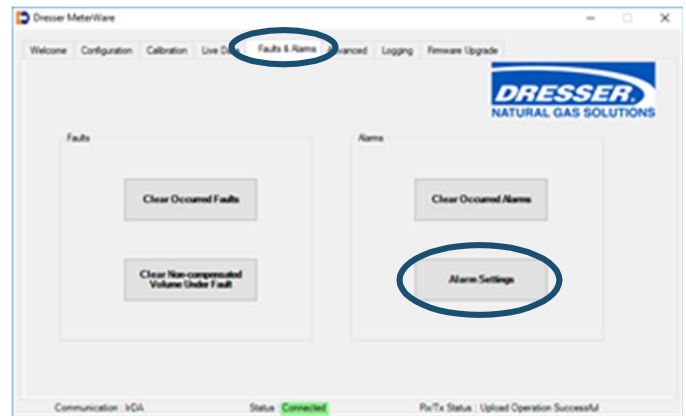 Dresser MeterWare
Welcome Configuration Calibration Live Data Faults & Alarms Advanced Logging Firmware Upgrade
DRESSER.
NATURAL GAS SOLUTIONS
Faults
Alarms
Clear Occurred Faults
Clear Occurred Alarms
Clear Non-compensated
Volume Under Fault
Alarm Settings
Communication : IrDA Status : Connected Rx/Tx Status : Upload Operation Successful